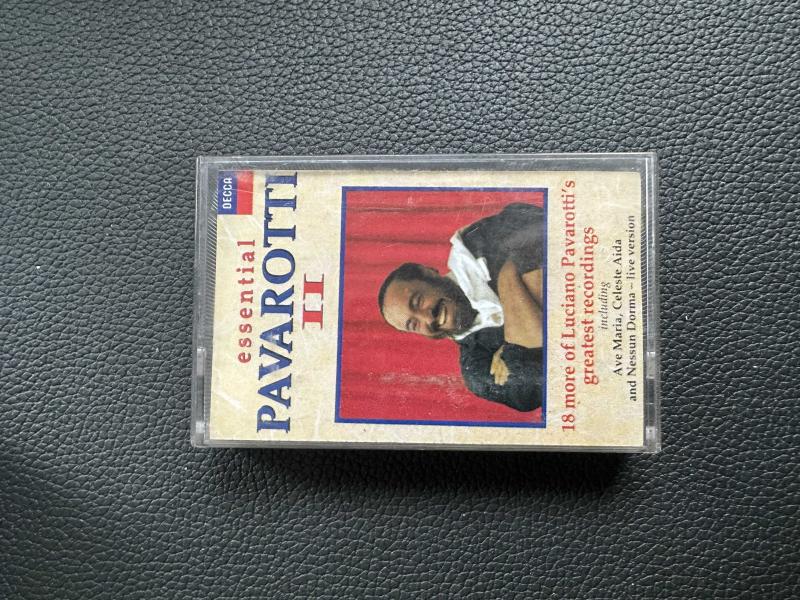 DECCA
essential
PAVAROTTI
II
18 more of Luciano Pavarotti's
greatest recordings
including
Ave Maria, Celeste Aida
and Nessun Dorma – live version